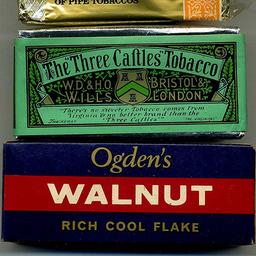 OF PIPE TOBACCOS
The "Three Castles" Tobacco
W.D. & H.O. BRISTOL &
WILLS. LONDON.
"There's no sweeter Tobacco comes from
Virginia & no better brand than the
"Three Castles""
Ogden's
WALNUT
RICH COOL FLAKE